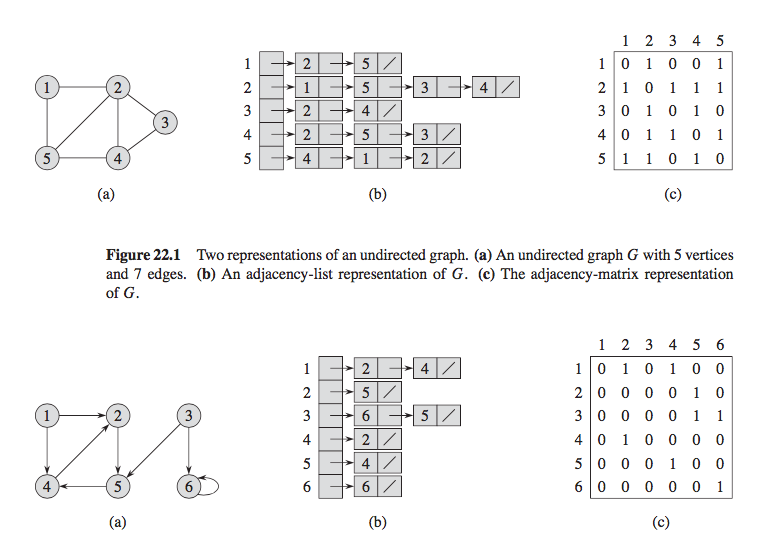 1 2 3 5 4
(a)
1 2 5 /
2 1 5 3 4 /
3 2 4 /
4 2 5 3 /
5 4 1 2 /
(b)
1 2 3 4 5
1 0 1 0 0 1
2 1 0 1 1 1
3 0 1 0 1 0
4 0 1 1 0 1
5 1 1 0 1 0
(c)
Figure 22.1 Two representations of an undirected graph. (a) An undirected graph G with 5 vertices
and 7 edges. (b) An adjacency-list representation of G. (c) The adjacency-matrix representation
of G.
1 2 3
4 5 6
(a)
1 2 4 /
2 5 /
3 6 5 /
4 2 /
5 4 /
6 6 /
(b)
1 2 3 4 5 6
1 0 1 0 1 0 0
2 0 0 0 0 1 0
3 0 0 0 0 1 1
4 0 1 0 0 0 0
5 0 0 0 1 0 0
6 0 0 0 0 0 1
(c)